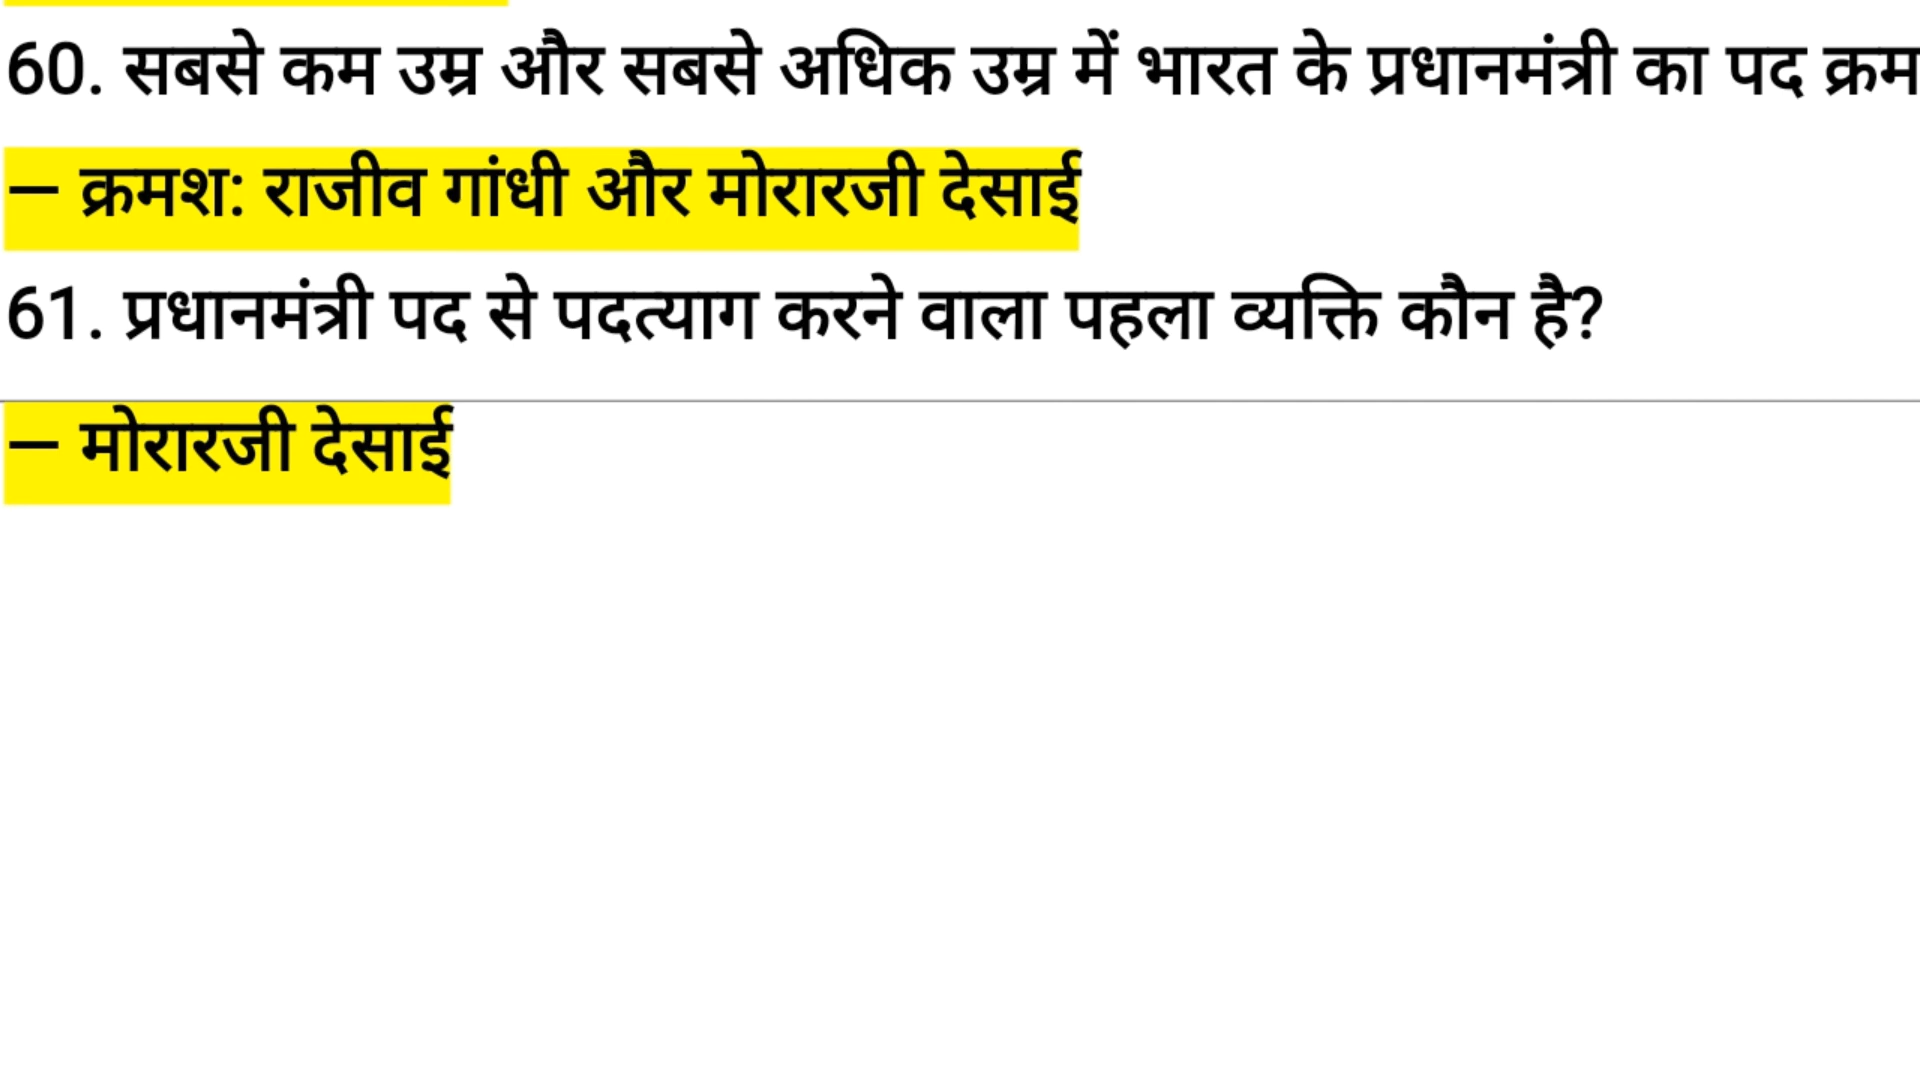 60. सबसे कम उम्र और सबसे अधिक उम्र में भारत के प्रधानमंत्री का पद क्रम
— क्रमश: राजीव गांधी और मोरारजी देसाई
61. प्रधानमंत्री पद से पदत्याग करने वाला पहला व्यक्ति कौन है?
— मोरारजी देसाई